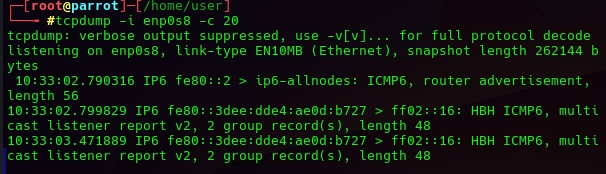 ┌─[root@parrot]─[/home/user]
└──╼ #tcpdump -i enp0s8 -c 20
tcpdump: verbose output suppressed, use -v[v]... for full protocol decode
listening on enp0s8, link-type EN10MB (Ethernet), snapshot length 262144 b
ytes
10:33:02.790316 IP6 fe80::2 > ip6-allnodes: ICMP6, router advertisement,
length 56
10:33:02.799829 IP6 fe80::3dee:dde4:ae0d:b727 > ff02::16: HBH ICMP6, multi
cast listener report v2, 2 group record(s), length 48
10:33:03.471889 IP6 fe80::3dee:dde4:ae0d:b727 > ff02::16: HBH ICMP6, multi
cast listener report v2, 2 group record(s), length 48